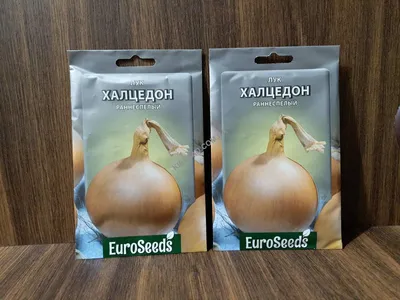 ЛУК
ХАЛЦЕДОН
РАННЕСПЕЛЫЙ
EuroSeeds
ЛУК
ХАЛЦЕДОН
РАННЕСПЕЛЫЙ
EuroSeeds